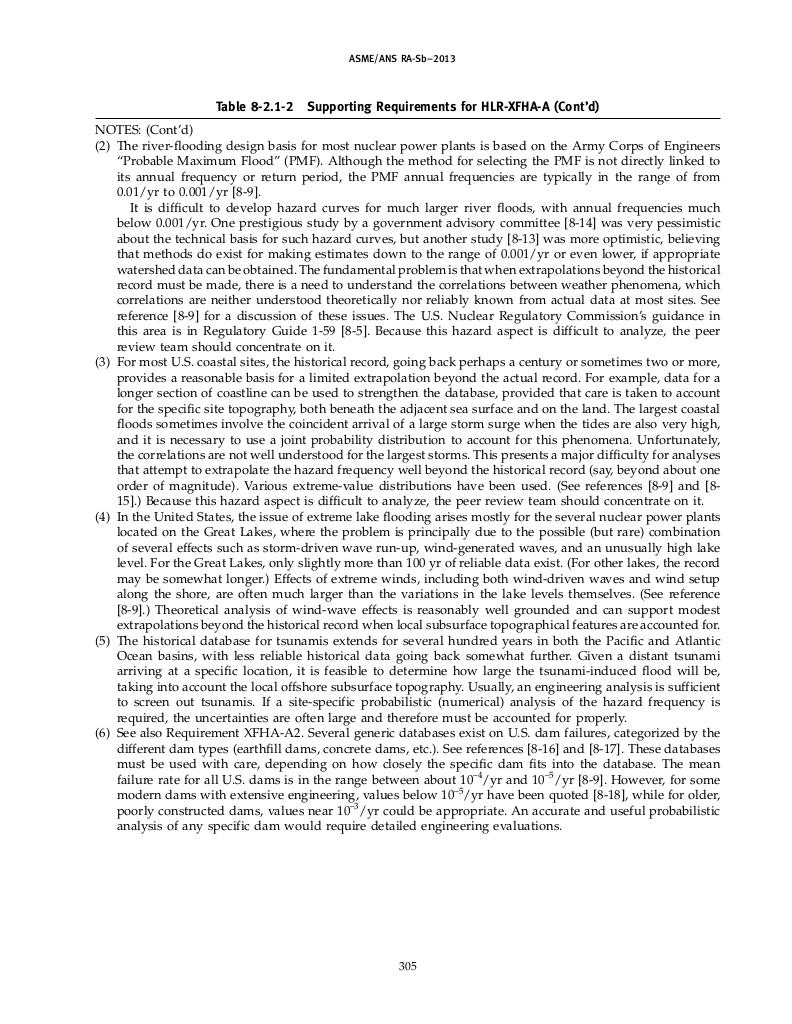 ASME/ANS RA-Sb–2013
Table 8-2.1-2 Supporting Requirements for HLR-XFHA-A (Cont’d)
NOTES: (Cont’d)
(2) The river-flooding design basis for most nuclear power plants is based on the Army Corps of Engineers
“Probable Maximum Flood” (PMF). Although the method for selecting the PMF is not directly linked to
its annual frequency or return period, the PMF annual frequencies are typically in the range of from
0.01/yr to 0.001/yr [8-9].
It is difficult to develop hazard curves for much larger river floods, with annual frequencies much
below 0.001/yr. One prestigious study by a government advisory committee [8-14] was very pessimistic
about the technical basis for such hazard curves, but another study [8-13] was more optimistic, believing
that methods do exist for making estimates down to the range of 0.001/yr or even lower, if appropriate
watershed data can be obtained. The fundamental problem is that when extrapolations beyond the historical
record must be made, there is a need to understand the correlations between weather phenomena, which
correlations are neither understood theoretically nor reliably known from actual data at most sites. See
reference [8-9] for a discussion of these issues. The U.S. Nuclear Regulatory Commission’s guidance in
this area is in Regulatory Guide 1-59 [8-5]. Because this hazard aspect is difficult to analyze, the peer
review team should concentrate on it.
(3) For most U.S. coastal sites, the historical record, going back perhaps a century or sometimes two or more,
provides a reasonable basis for a limited extrapolation beyond the actual record. For example, data for a
longer section of coastline can be used to strengthen the database, provided that care is taken to account
for the specific site topography, both beneath the adjacent sea surface and on the land. The largest coastal
floods sometimes involve the coincident arrival of a large storm surge when the tides are also very high,
and it is necessary to use a joint probability distribution to account for this phenomena. Unfortunately,
the correlations are not well understood for the largest storms. This presents a major difficulty for analyses
that attempt to extrapolate the hazard frequency well beyond the historical record (say, beyond about one
order of magnitude). Various extreme-value distributions have been used. (See references [8-9] and [8-
15].) Because this hazard aspect is difficult to analyze, the peer review team should concentrate on it.
(4) In the United States, the issue of extreme lake flooding arises mostly for the several nuclear power plants
located on the Great Lakes, where the problem is principally due to the possible (but rare) combination
of several effects such as storm-driven wave run-up, wind-generated waves, and an unusually high lake
level. For the Great Lakes, only slightly more than 100 yr of reliable data exist. (For other lakes, the record
may be somewhat longer.) Effects of extreme winds, including both wind-driven waves and wind setup
along the shore, are often much larger than the variations in the lake levels themselves. (See reference
[8-9].) Theoretical analysis of wind-wave effects is reasonably well grounded and can support modest
extrapolations beyond the historical record when local subsurface topographical features are accounted for.
(5) The historical database for tsunamis extends for several hundred years in both the Pacific and Atlantic
Ocean basins, with less reliable historical data going back somewhat further. Given a distant tsunami
arriving at a specific location, it is feasible to determine how large the tsunami-induced flood will be,
taking into account the local offshore subsurface topography. Usually, an engineering analysis is sufficient
to screen out tsunamis. If a site-specific probabilistic (numerical) analysis of the hazard frequency is
required, the uncertainties are often large and therefore must be accounted for properly.
(6) See also Requirement XFHA-A2. Several generic databases exist on U.S. dam failures, categorized by the
different dam types (earthfill dams, concrete dams, etc.). See references [8-16] and [8-17]. These databases
must be used with care, depending on how closely the specific dam fits into the database. The mean
failure rate for all U.S. dams is in the range between about 10⁻⁴/yr and 10⁻⁵/yr [8-9]. However, for some
modern dams with extensive engineering, values below 10⁻⁵/yr have been quoted [8-18], while for older,
poorly constructed dams, values near 10⁻³/yr could be appropriate. An accurate and useful probabilistic
analysis of any specific dam would require detailed engineering evaluations.
305